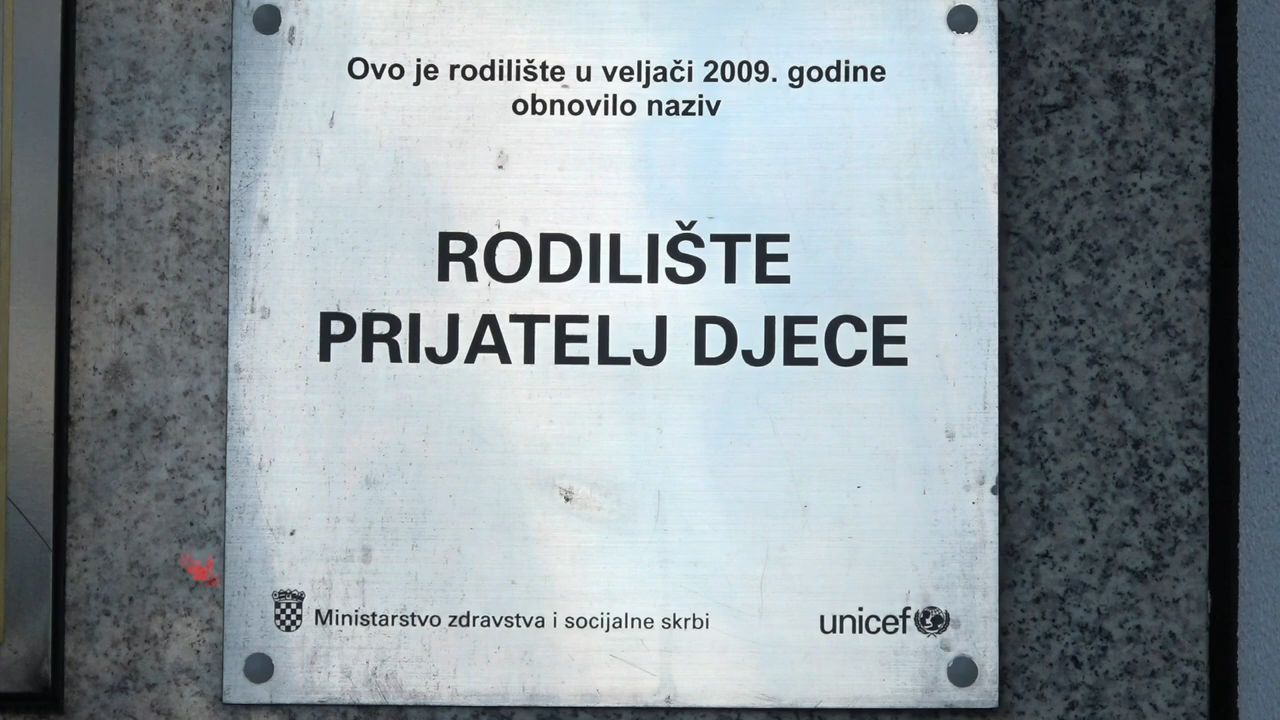 Ovo je rodilište u veljači 2009. godine
obnovilo naziv
RODILIŠTE
PRIJATELJ DJECE
Ministarstvo zdravstva i socijalne skrbi
unicef